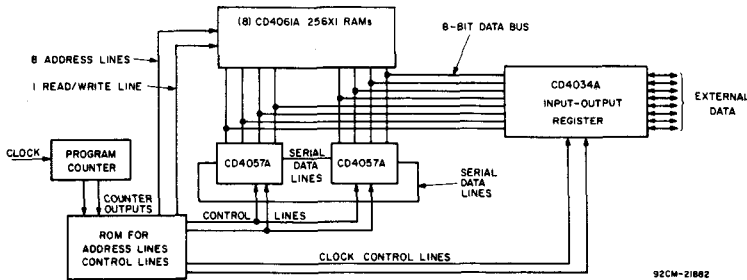 (8) CD4061A 256X1 RAMs
8-BIT DATA BUS
8 ADDRESS LINES
1 READ/WRITE LINE
CD4034A
INPUT-OUTPUT
REGISTER
EXTERNAL
DATA
CLOCK
PROGRAM
COUNTER
CD4057A
SERIAL
DATA
LINES
CD4057A
SERIAL
DATA
LINES
COUNTER
OUTPUTS
CONTROL LINES
ROM FOR
ADDRESS LINES
CONTROL LINES
CLOCK CONTROL LINES
92CM-21882